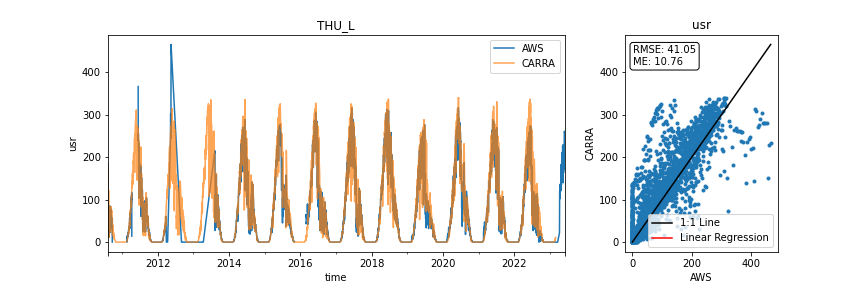 THU_L
usr
400
300
200
100
0
2012
2014
2016
2018
2020
2022
time
AWS
CARRA
usr
RMSE: 41.05
ME: 10.76
CARRA
400
300
200
100
0
0
200
400
AWS
1:1 Line
Linear Regression